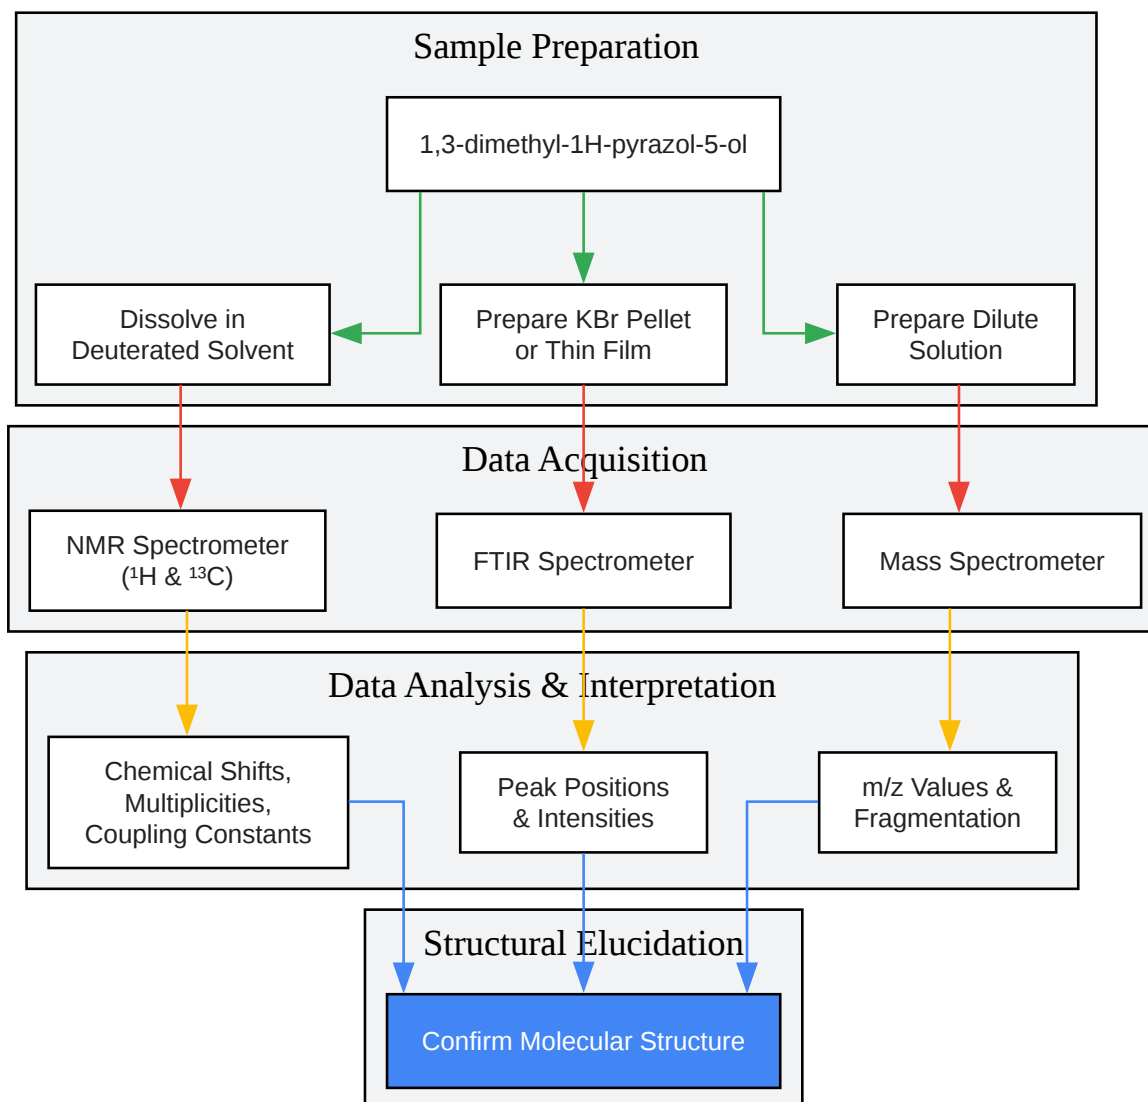 Sample Preparation
1,3-dimethyl-1H-pyrazol-5-ol
Dissolve in
Deuterated Solvent
Prepare KBr Pellet
or Thin Film
Prepare Dilute
Solution
Data Acquisition
NMR Spectrometer
(¹H & ¹³C)
FTIR Spectrometer
Mass Spectrometer
Data Analysis & Interpretation
Chemical Shifts,
Multiplicities,
Coupling Constants
Peak Positions
& Intensities
m/z Values &
Fragmentation
Structural Elucidation
Confirm Molecular Structure